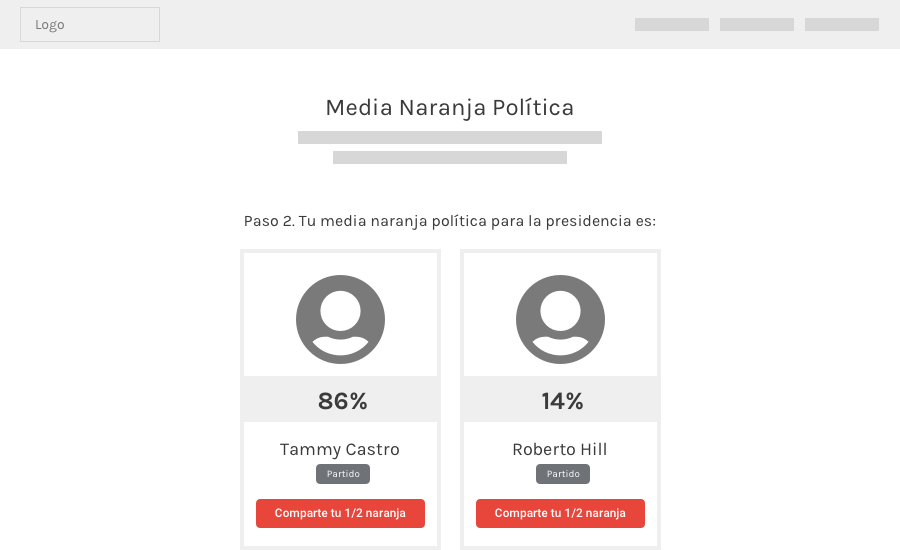 Logo
Media Naranja Política
Paso 2. Tu media naranja política para la presidencia es:
86%
Tammy Castro
Partido
Comparte tu 1/2 naranja
14%
Roberto Hill
Partido
Comparte tu 1/2 naranja